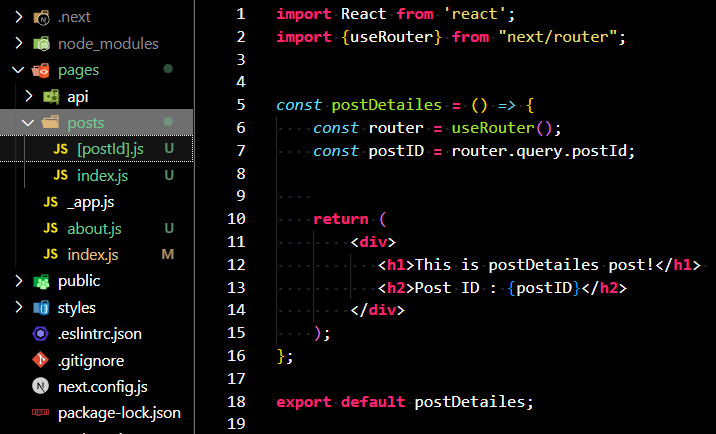 .next
node_modules
pages
api
posts
JS [postId].js U
JS index.js U
JS _app.js
JS about.js U
JS index.js M
public
styles
.eslintrc.json
.gitignore
N next.config.js
npm package-lock.json
1 import React from 'react';
2 import {useRouter} from "next/router";
3
4
5 const postDetailes = () => {
6 const router = useRouter();
7 const postID = router.query.postId;
8
9
10 return (
11 <div>
12 <h1>This is postDetailes post!</h1>
13 <h2>Post ID : {postID}</h2>
14 </div>
15 );
16 };
17
18 export default postDetailes;
19